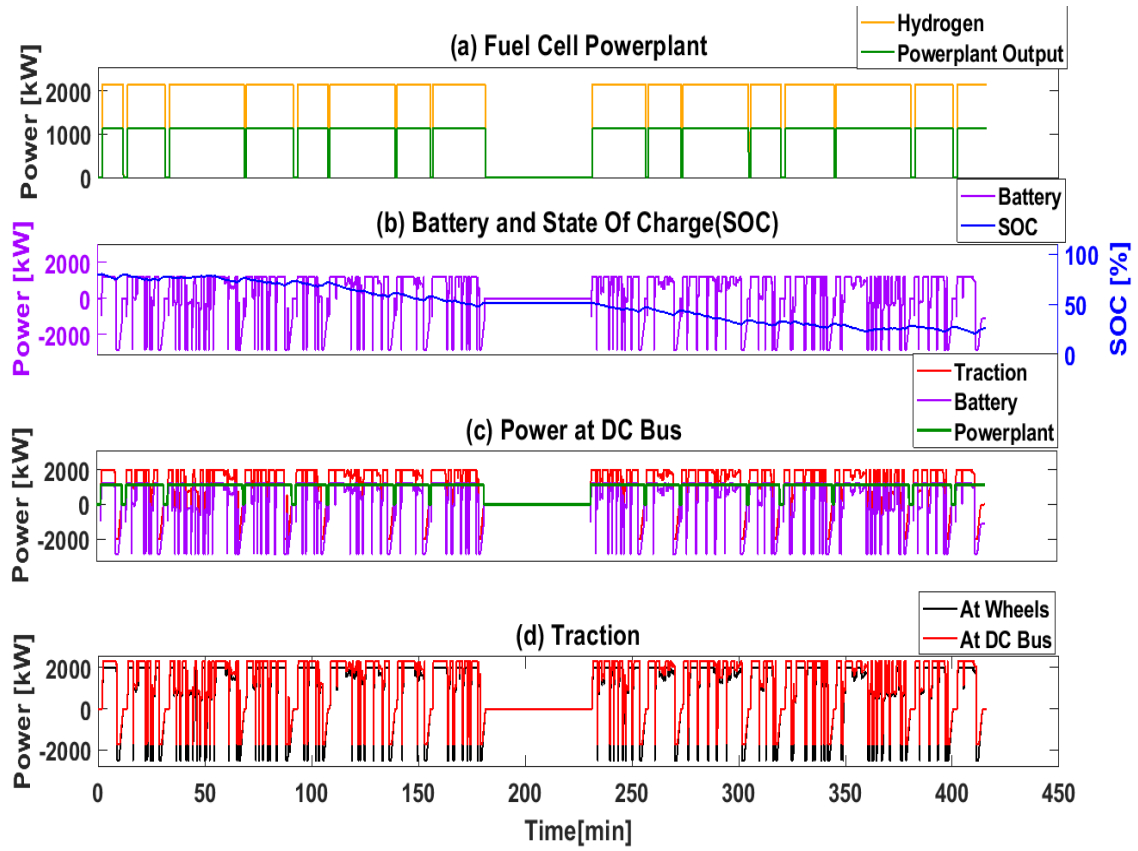 Hydrogen
Powerplant Output
(a) Fuel Cell Powerplant
Power [kW]
2000
1000
0
Battery
SOC
(b) Battery and State Of Charge(SOC)
Power [kW]
2000
0
-2000
100
50
0
SOC [%]
Traction
Battery
Powerplant
(c) Power at DC Bus
Power [kW]
2000
0
-2000
At Wheels
At DC Bus
(d) Traction
Power [kW]
2000
0
-2000
0 50 100 150 200 250 300 350 400 450
Time[min]